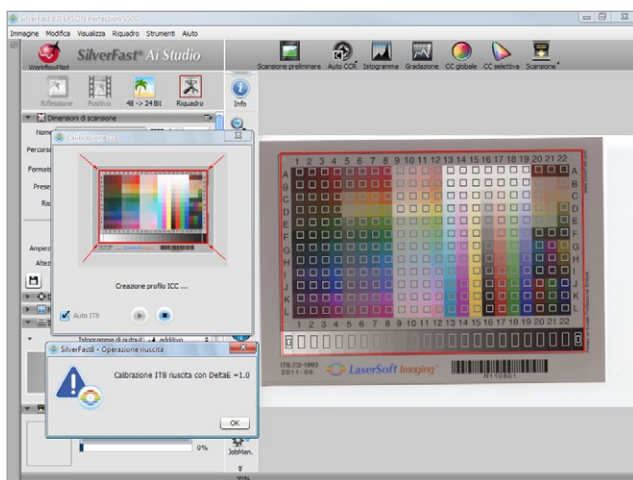 SilverFast 8.0 EPSON Perfection V500
Immagine Modifica Visualizza Riquadro Strumenti Auto
WorkflowPilot
SilverFast® Ai Studio
Scansione preliminare Auto CCR Istogramma Gradazione CC globale CC selettiva Scansione
Riflessione Positivo 48 -> 24 Bit Riquadro Info
Dimensioni di scansione
Calibrazione
Creazione profilo ICC ...
Auto IT8
Istogramma di output additivo
SilverFast8 - Operazione riuscita
Calibrazione IT8 riuscita con DeltaE =1.0
OK
0%
JobMan.
1 2 3 4 5 6 7 8 9 10 11 12 13 14 15 16 17 18 19 20 21 22
A A
B B
C C
D D
E E
F F
G G
H H
I I
J J
K K
L L
1 2 3 4 5 6 7 8 9 10 11 12 13 14 15 16 17 18 19 20 21 22
IT8.7/2-1993
2011:06
LaserSoft Imaging™
R110601